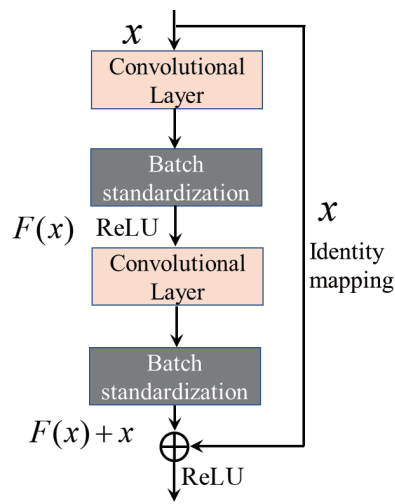 x
Convolutional
Layer
Batch
standardization
F(x) ReLU
x
Convolutional
Layer
Identity
mapping
Batch
standardization
F(x)+x
ReLU